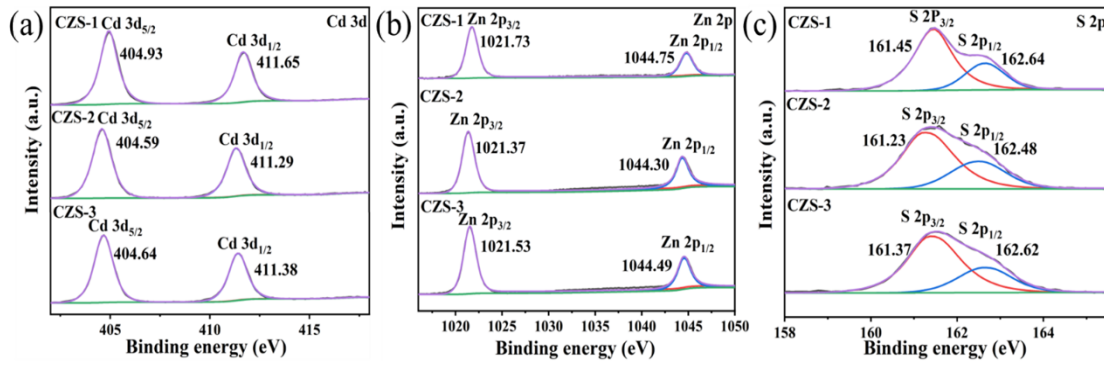 (a)
CZS-1 Cd 3d5/2
Cd 3d
404.93
Cd 3d1/2
411.65
CZS-2 Cd 3d5/2
404.59
Cd 3d1/2
411.29
CZS-3
Cd 3d5/2
404.64
Cd 3d1/2
411.38
Intensity (a.u.)
405 410 415
Binding energy (eV)
(b)
CZS-1 Zn 2p3/2
Zn 2p
1021.73
Zn 2p1/2
1044.75
CZS-2
Zn 2p3/2
1021.37
Zn 2p1/2
1044.30
CZS-3
Zn 2p3/2
1021.53
Zn 2p1/2
1044.49
Intensity (a.u.)
1020 1025 1030 1035 1040 1045 1050
Binding energy (eV)
(c)
CZS-1
S 2P3/2
S 2p
161.45
S 2p1/2
162.64
CZS-2
S 2p3/2
161.23
S 2p1/2
162.48
CZS-3
S 2p3/2
161.37
S 2p1/2
162.62
Intensity (a.u.)
158 160 162 164
Binding energy (eV)